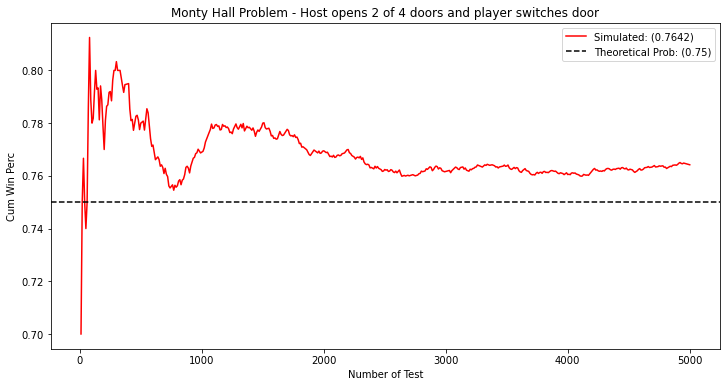 Monty Hall Problem - Host opens 2 of 4 doors and player switches door
Simulated: (0.7642)
Theoretical Prob: (0.75)
Cum Win Perc
0.80
0.78
0.76
0.74
0.72
0.70
0
1000
2000
3000
4000
5000
Number of Test